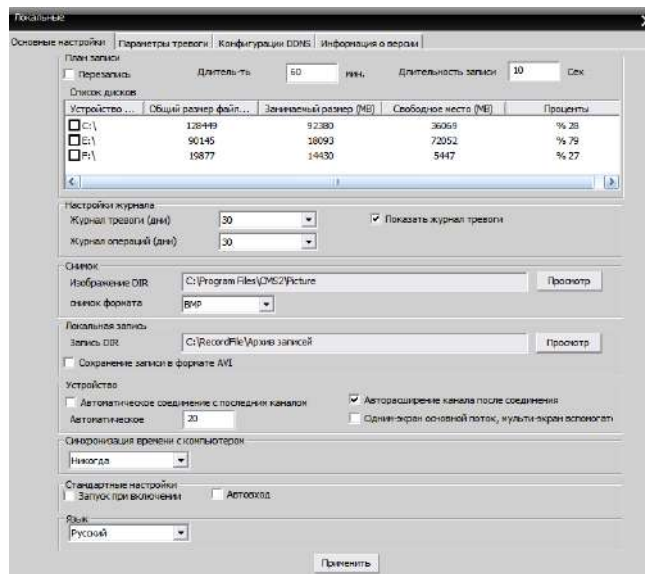 Локальные
Основные настройки Параметры тревоги Конфигурации DDNS Информация о версии
План записи
Перезапись Длитель-ть 60 мин. Длительность записи 10 Сек
Список дисков
Устройство ... Общий размер файл... Занимаемый размер (MB) Свободное место (MB) Проценты
C:\ 128449 92380 36069 % 28
E:\ 90145 18093 72052 % 79
F:\ 19877 14430 5447 % 27
Настройки журнала
Журнал тревоги (дни) 30 Показать журнал тревоги
Журнал операций (дни) 30
Снимок
Изображение DIR C:\Program Files\CMS2\Picture Просмотр
снимок формата BMP
Локальная запись
Запись DIR C:\RecordFile\Архив записей Просмотр
Сохранение записи в формате AVI
Устройство
Автоматическое соединение с последним каналом Авторасширение канала после соединения
Автоматическое 20 Один-экран основной поток, мульти-экран вспомогате
Синхронизация времени с компьютером
Никогда
Стандартные настройки
Запуск при включении Автовход
Язык
Русский
Применить